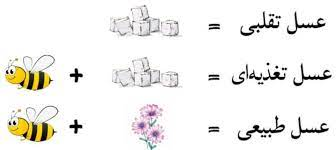 عسل تقلبی =
عسل تغذیه‌ای = +
عسل طبیعی = +